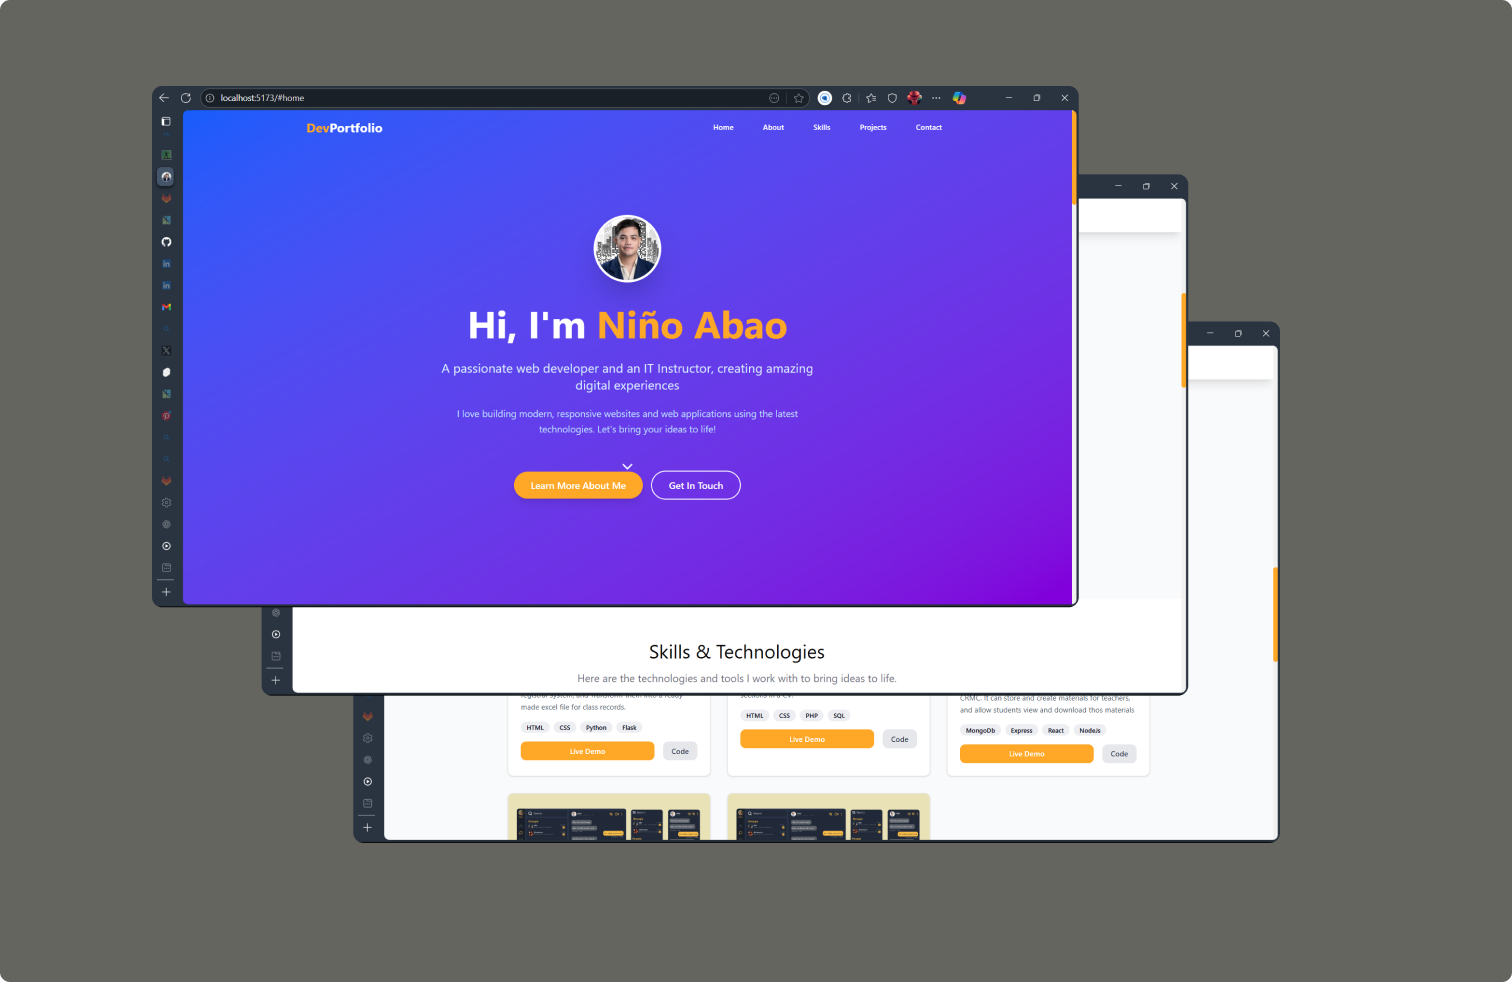 localhost:5173/#home
DevPortfolio
Home About Skills Projects Contact
Hi, I'm Niño Abao
A passionate web developer and an IT Instructor, creating amazing
digital experiences
I love building modern, responsive websites and web applications using the latest
technologies. Let's bring your ideas to life!
Learn More About Me
Get In Touch
Skills & Technologies
Here are the technologies and tools I work with to bring ideas to life.
made excel file for class records.
HTML CSS Python Flask
Live Demo Code
HTML CSS PHP SQL
Live Demo Code
CRMC. It can store and create materials for teachers,
and allow students view and download thos materials
MongoDb Express React NodeJs
Live Demo Code